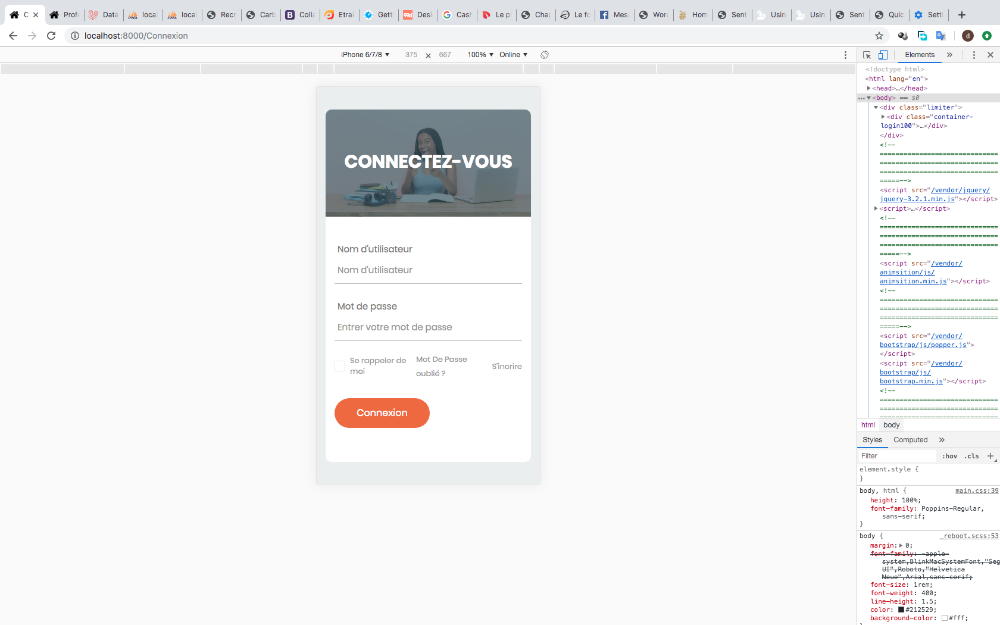 C
Profe
Data
local
local
Recr
Carb
Colla
Etrai
Getti
Desi
Cash
Le p
Chap
Le fo
Mess
Word
Hom
Sent
Usin
Usin
Sent
Quic
Setti
localhost:8000/Connexion
d
iPhone 6/7/8 ▼ 375 × 667 100% ▼ Online ▼
Elements
CONNECTEZ-VOUS
Nom d'utilisateur
Nom d'utilisateur
Mot de passe
Entrer votre mot de passe
Se rappeler de
moi
Mot De Passe
oublié ?
S'incrire
Connexion
<!doctype html>
<html lang="en">
<head>…</head>
<body> == $0
<div class="limiter">
<div class="container-
login100">…</div>
</div>
<!--
==============================
==============================
==============================
=====-->
<script src="/vendor/jquery/
jquery-3.2.1.min.js"></script>
<script>…</script>
<!--
==============================
==============================
==============================
=====-->
<script src="/vendor/
animsition/js/
animsition.min.js"></script>
<!--
==============================
==============================
==============================
=====-->
<script src="/vendor/
bootstrap/js/popper.js">
</script>
<script src="/vendor/
bootstrap/js/
bootstrap.min.js"></script>
<!--
==============================
==============================
html body
Styles Computed
Filter :hov .cls +
element.style {
}
body, html { main.css:39
height: 100%;
font-family: Poppins-Regular,
sans-serif;
}
body { _reboot.scss:53
margin: 0;
font-family: -apple-
system,BlinkMacSystemFont,"Seg
UI",Roboto,"Helvetica
Neue",Arial,sans-serif;
font-size: 1rem;
font-weight: 400;
line-height: 1.5;
color: #212529;
background-color: #fff;